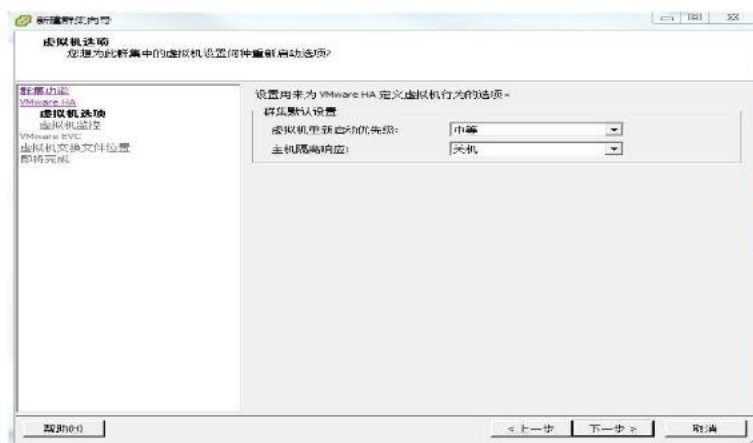 新建群集向导
虚拟机选项
您想为此群集中的虚拟机设置何种重新启动选项?
群集功能
VMware HA
虚拟机选项
虚拟机监控
VMware EVC
虚拟机交换文件位置
即将完成
设置用来为 VMware HA 定义虚拟机行为的选项。
群集默认设置
虚拟机重新启动优先级: 中等
主机隔离响应: 关机
帮助(H) < 上一步 下一步 > 取消